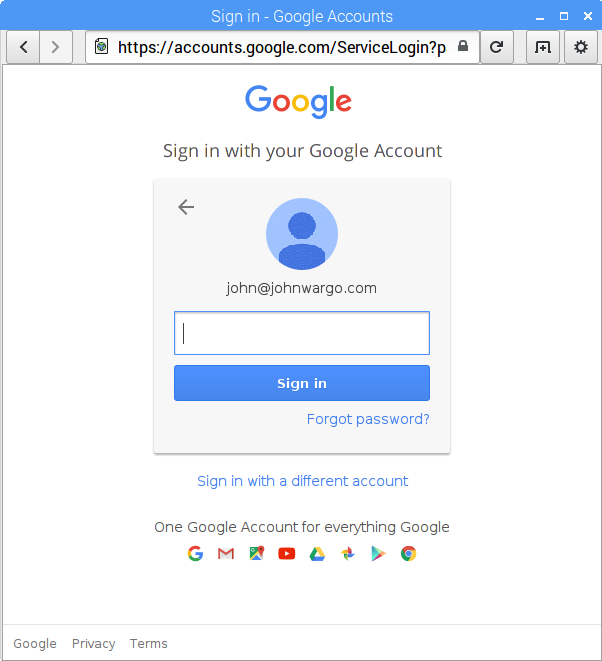 Sign in - Google Accounts
https://accounts.google.com/ServiceLogin?p
Google
Sign in with your Google Account
john@johnwargo.com
Sign in
Forgot password?
Sign in with a different account
One Google Account for everything Google
Google Privacy Terms